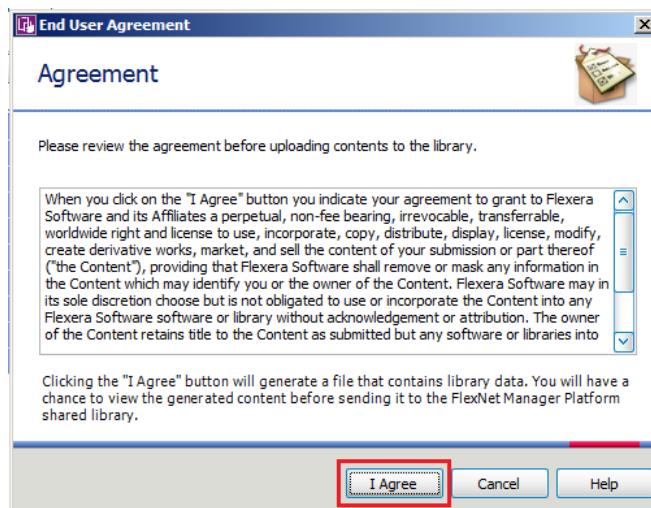 End User Agreement
Agreement
Please review the agreement before uploading contents to the library.
When you click on the "I Agree" button you indicate your agreement to grant to Flexera
Software and its Affiliates a perpetual, non-fee bearing, irrevocable, transferrable,
worldwide right and license to use, incorporate, copy, distribute, display, license, modify,
create derivative works, market, and sell the content of your submission or part thereof
("the Content"), providing that Flexera Software shall remove or mask any information in
the Content which may identify you or the owner of the Content. Flexera Software may in
its sole discretion choose but is not obligated to use or incorporate the Content into any
Flexera Software software or library without acknowledgement or attribution. The owner
of the Content retains title to the Content as submitted but any software or libraries into
Clicking the "I Agree" button will generate a file that contains library data. You will have a
chance to view the generated content before sending it to the FlexNet Manager Platform
shared library.
I Agree
Cancel
Help